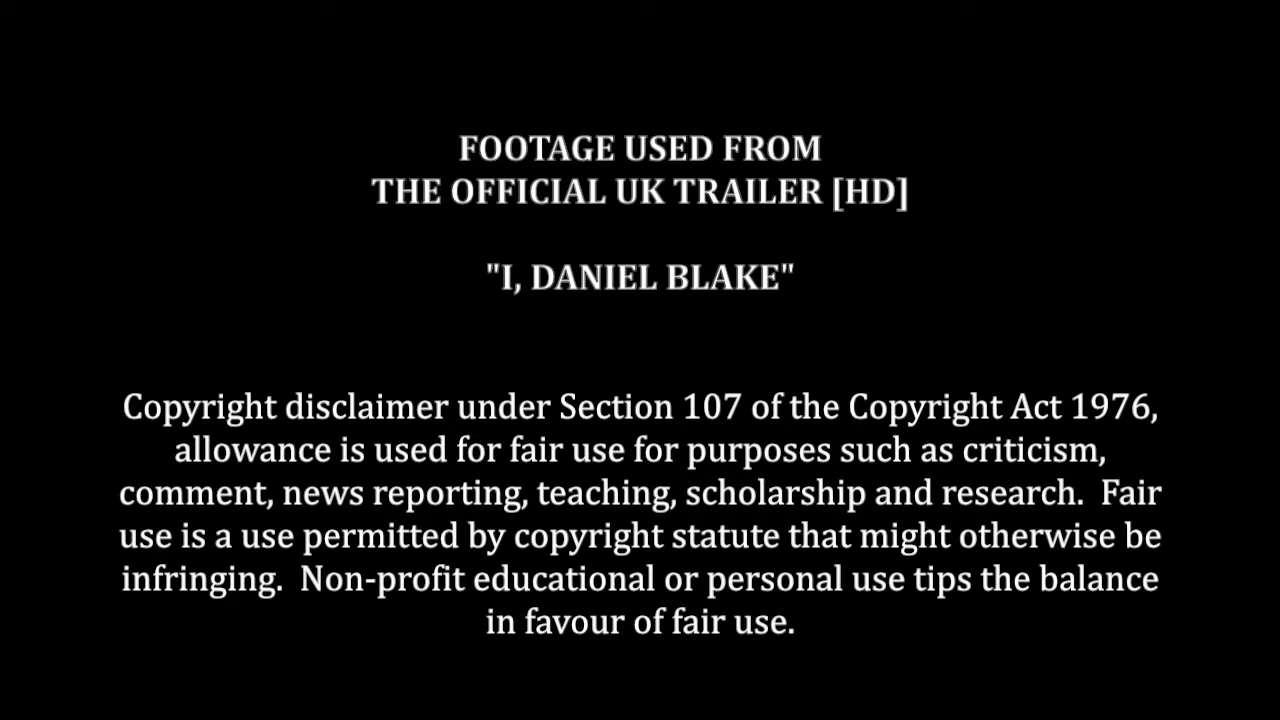 FOOTAGE USED FROM
THE OFFICIAL UK TRAILER [HD]
"I, DANIEL BLAKE"
Copyright disclaimer under Section 107 of the Copyright Act 1976,
allowance is used for fair use for purposes such as criticism,
comment, news reporting, teaching, scholarship and research.  Fair
use is a use permitted by copyright statute that might otherwise be
infringing.  Non-profit educational or personal use tips the balance
in favour of fair use.